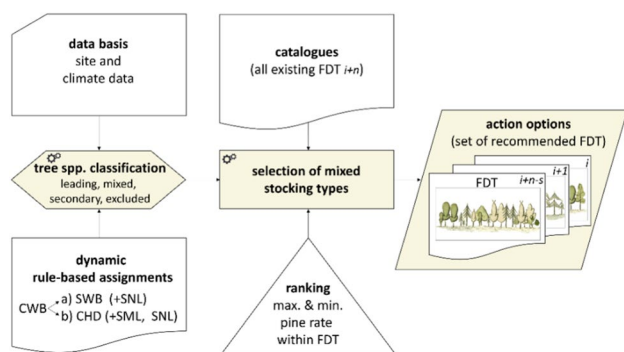 data basis
site and
climate data
catalogues
(all existing FDT i+n)
action options
(set of recommended FDT)
i
i+1
i+n-s
FDT
tree spp. classification
leading, mixed,
secondary, excluded
selection of mixed
stocking types
dynamic
rule-based assignments
CWB
a) SWB (+SNL)
b) CHD (+SML, SNL)
ranking
max. & min.
pine rate
within FDT